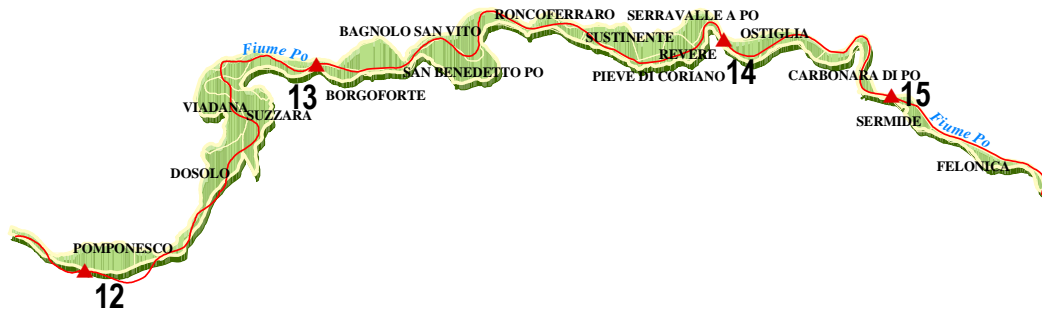 RONCOFERRARO
SERRAVALLE A PO
BAGNOLO SAN VITO
OSTIGLIA
SUSTINENTE
Fiume Po
REVERE
SAN BENEDETTO PO
PIEVE DI CORIANO
14
CARBONARA DI PO
13
BORGOFORTE
15
VIADANA
SUZZARA
SERMIDE
Fiume Po
DOSOLO
FELONICA
POMPONESCO
12